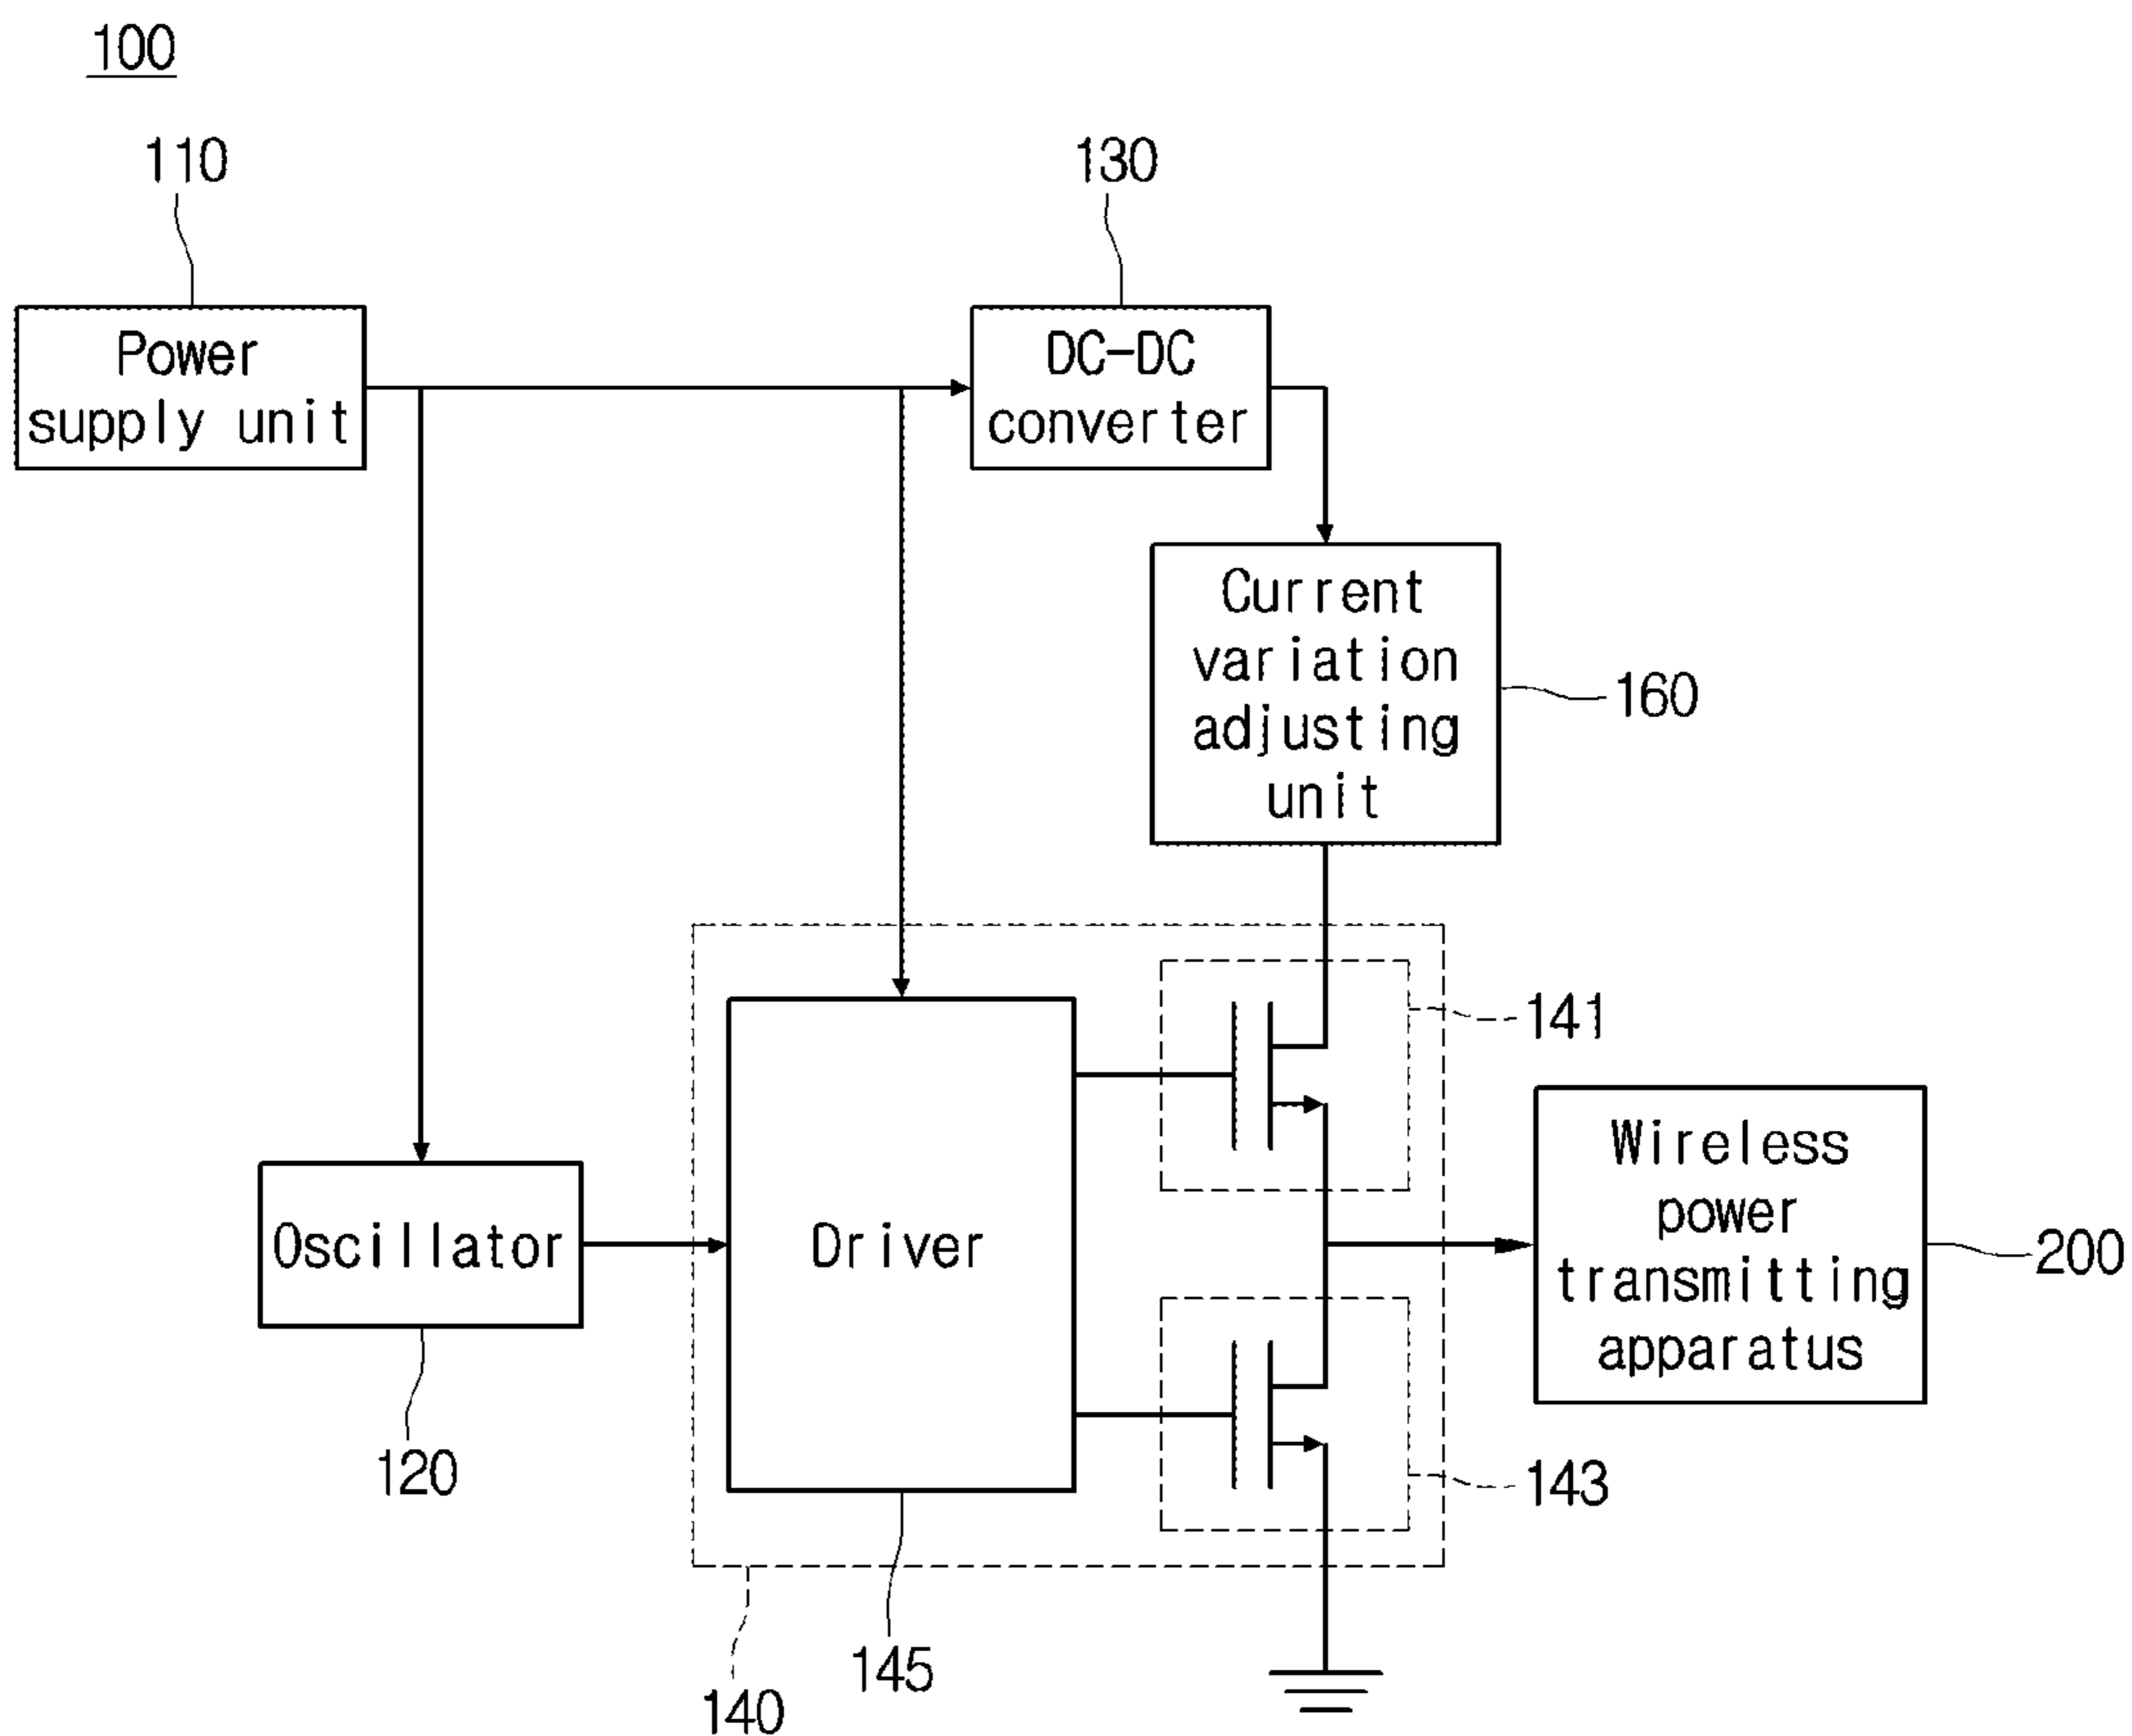 100
110
130
Power
supply unit
DC-DC
converter
Current
variation
adjusting
unit
160
141
Wireless
power
transmitting
apparatus
200
Oscillator
Driver
120
143
145
140